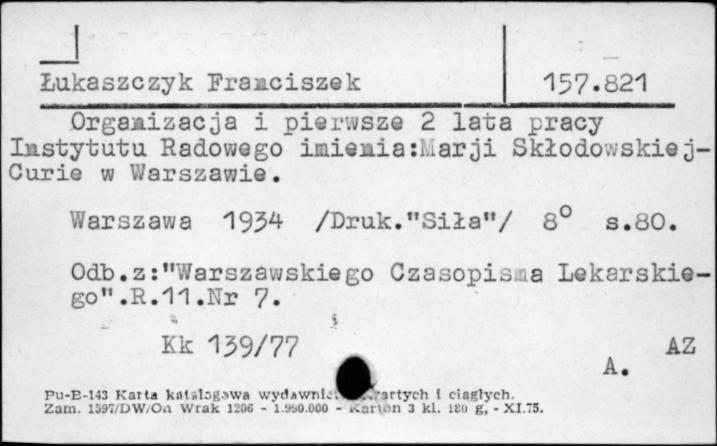 Łukaszczyk Franciszek 157.821
Organizacja i pierwsze 2 lata pracy
Instytutu Radowego imienia:Marji Skłodowskiej-
Curie w Warszawie.
Warszawa 1934 /Druk."Siła"/ 8° s.80.
Odb.z:"Warszawskiego Czasopisma Lekarskie-
go".R.11.Nr 7.
Kk 139/77 AZ
A.
Pu-B-143 Karta katalogowa i ciągłych.
Zam. 1597/DW/Oa Wrak 1206 - 1.990.000 - Karton 3 kl. 180 g, - XI.75.